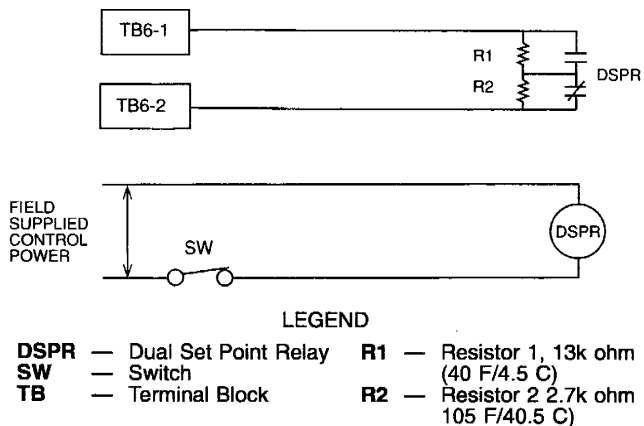 TB6-1
R1
DSPR
R2
TB6-2
FIELD
SUPPLIED
CONTROL
POWER
SW
DSPR
LEGEND
DSPR — Dual Set Point Relay
SW — Switch
TB — Terminal Block
R1 — Resistor 1, 13k ohm
(40 F/4.5 C)
R2 — Resistor 2 2.7k ohm
105 F/40.5 C)